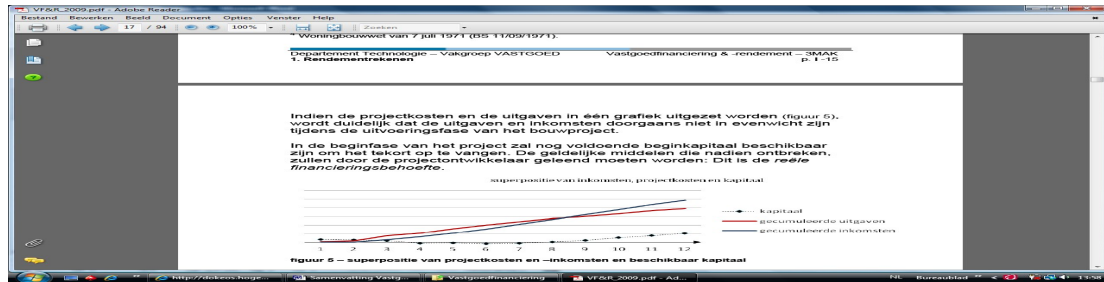 VF&R_2009.pdf - Adobe Reader
Bestand Bewerken Beeld Document Opties Venster Help
17 / 94 100% Zoeken
* Woningbouwwet van 7 juli 1971 (BS 11/09/1971).
Departement Technologie – Vakgroep VASTGOED Vastgoedfinanciering & -rendement – 3MAK
1. Rendementrekenen p. I -15
Indien de projectkosten en de uitgaven in één grafiek uitgezet worden (figuur 5),
wordt duidelijk dat de uitgaven en inkomsten doorgaans niet in evenwicht zijn
tijdens de uitvoeringsfase van het bouwproject.
In de beginfase van het project zal nog voldoende beginkapitaal beschikbaar
zijn om het tekort op te vangen. De geldelijke middelen die nadien ontbreken,
zullen door de projectontwikkelaar geleend moeten worden: Dit is de reële
financieringsbehoefte.
superpositie van inkomsten, projectkosten en kapitaal
kapitaal
gecumuleerde uitgaven
gecumuleerde inkomsten
1 2 3 4 5 6 7 8 9 10 11 12
figuur 5 – superpositie van projectkosten en –inkomsten en beschikbaar kapitaal
http://dokeos.hoge... Samenvatting Vastg... Vastgoedfinanciering VF&R_2009.pdf - Ad... NL Bureaublad 13:58